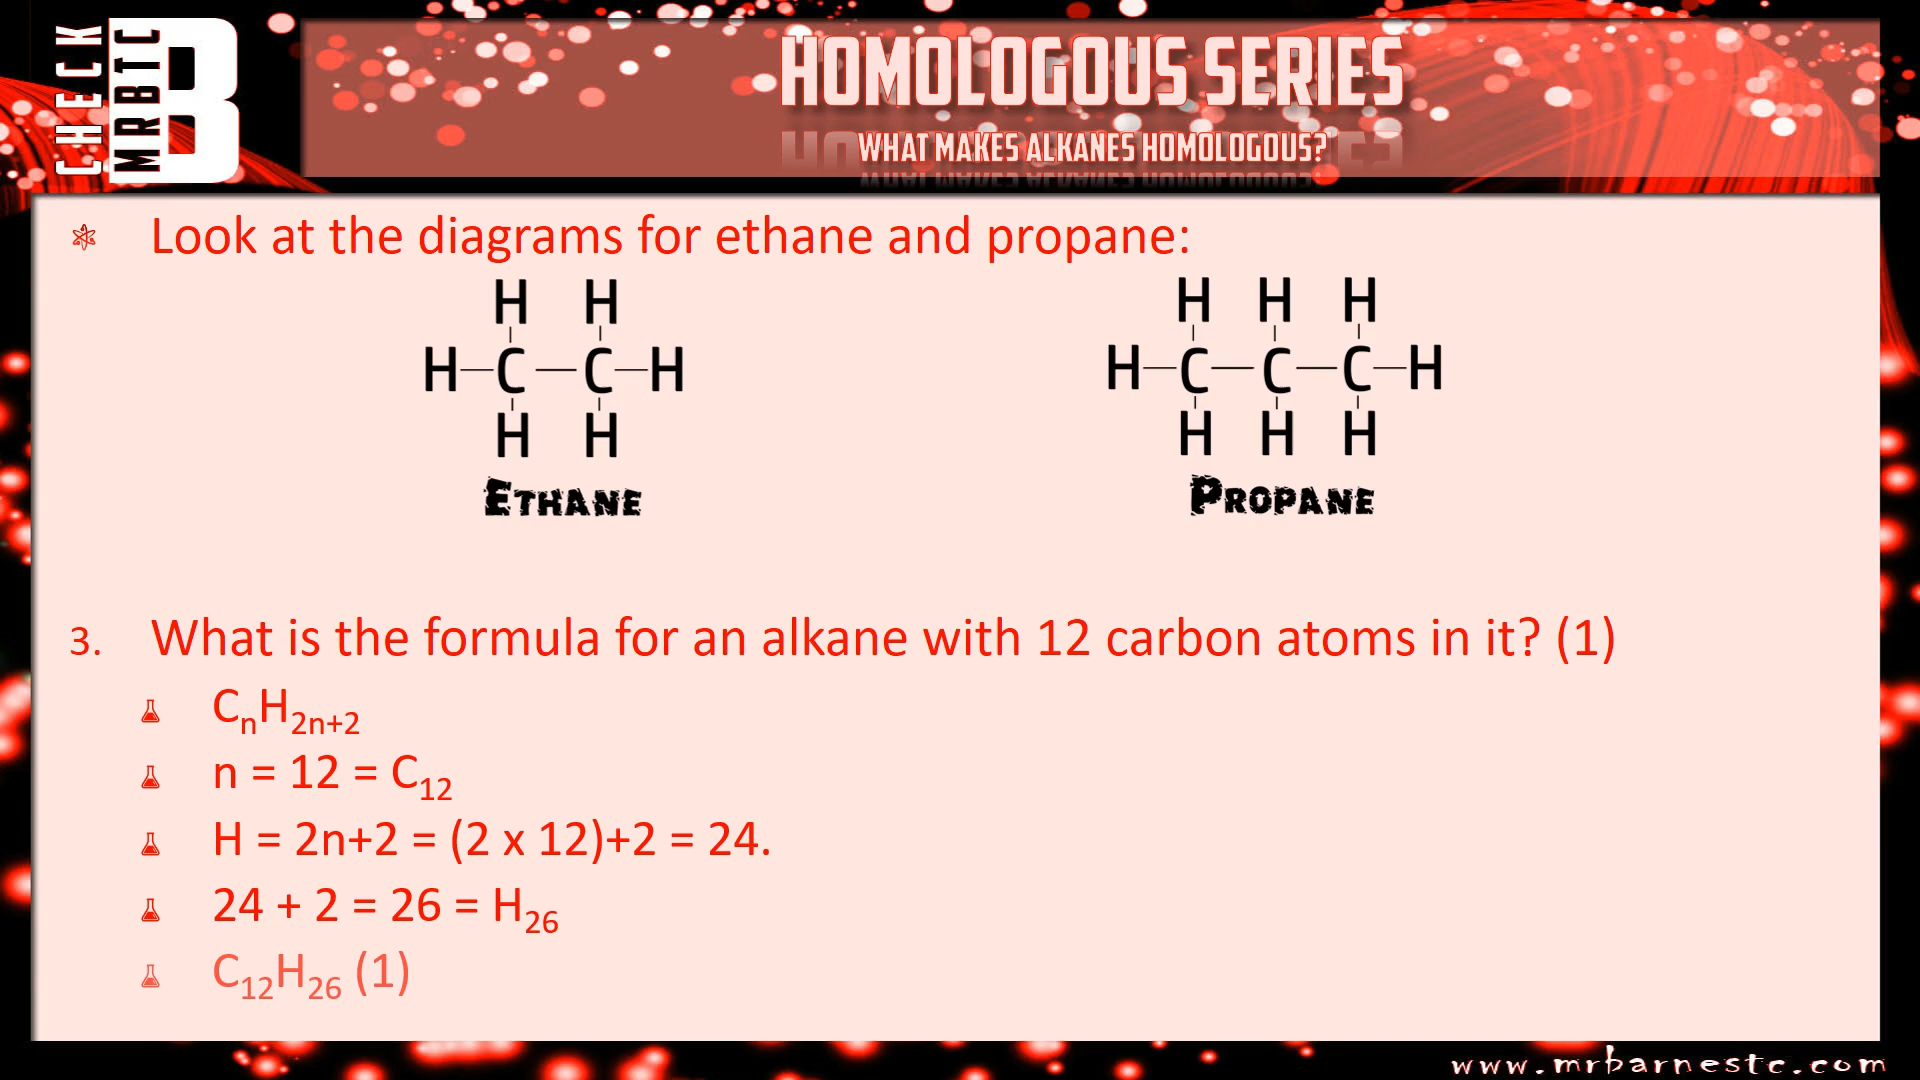 CHECK
MRBTC
B
HOMOLOGOUS SERIES
WHAT MAKES ALKANES HOMOLOGOUS?
Look at the diagrams for ethane and propane:
H H
H—C—C—H
H H
ETHANE
H H H
H—C—C—C—H
H H H
PROPANE
3. What is the formula for an alkane with 12 carbon atoms in it? (1)
CₙH₂ₙ₊₂
n = 12 = C₁₂
H = 2n+2 = (2 x 12)+2 = 24.
24 + 2 = 26 = H₂₆
C₁₂H₂₆ (1)
www.mrbarnestc.com